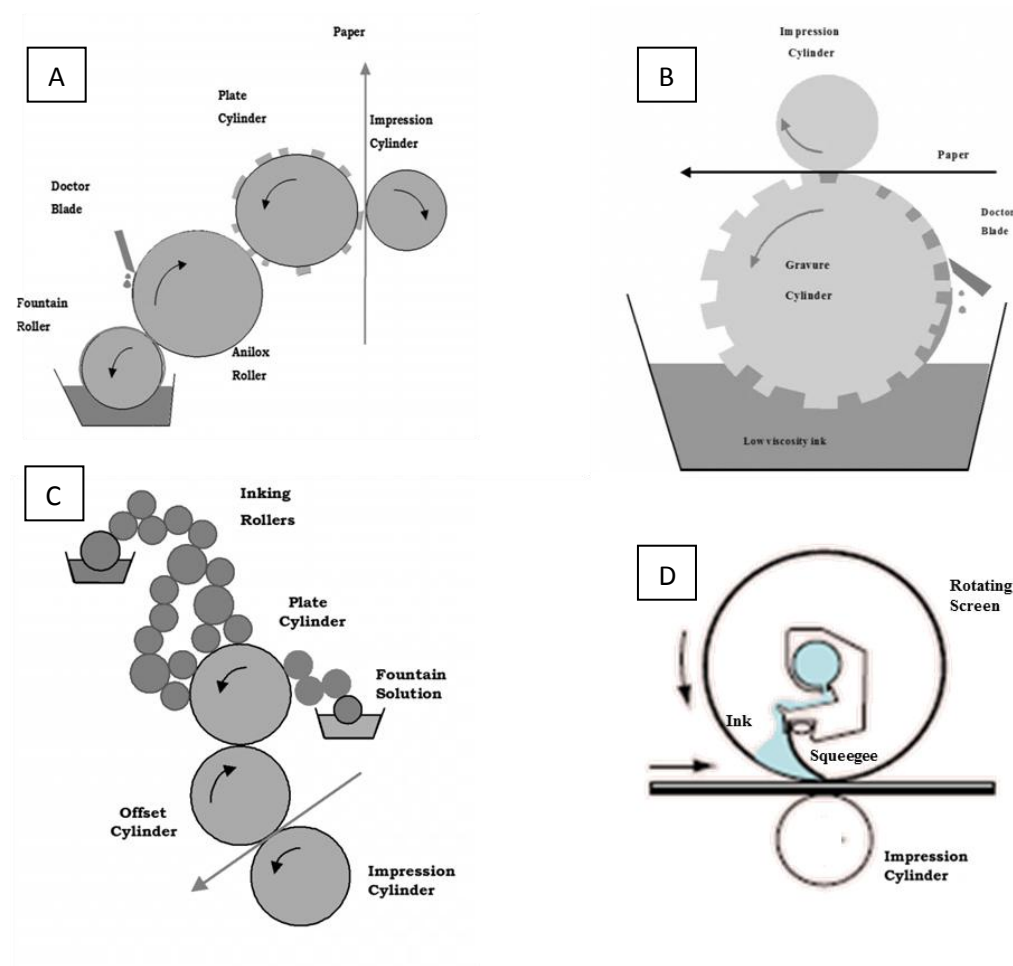 A
Paper
Plate
Cylinder
Impression
Cylinder
Doctor
Blade
Fountain
Roller
Anilox
Roller
B
Impression
Cylinder
Paper
Doctor
Blade
Gravure
Cylinder
Low viscosity ink
C
Inking
Rollers
Plate
Cylinder
Fountain
Solution
Offset
Cylinder
Impression
Cylinder
D
Rotating
Screen
Ink
Squeegee
Impression
Cylinder